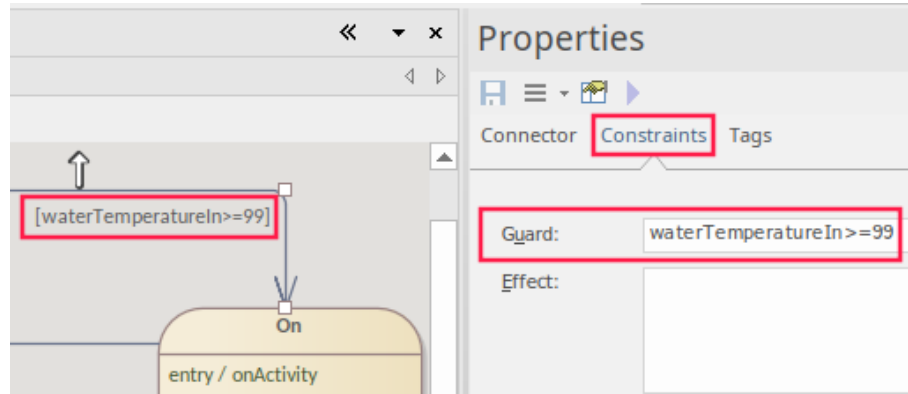 Properties
Connector Constraints Tags
[waterTemperatureIn>=99]
Guard: waterTemperatureIn>=99
Effect:
On
entry / onActivity